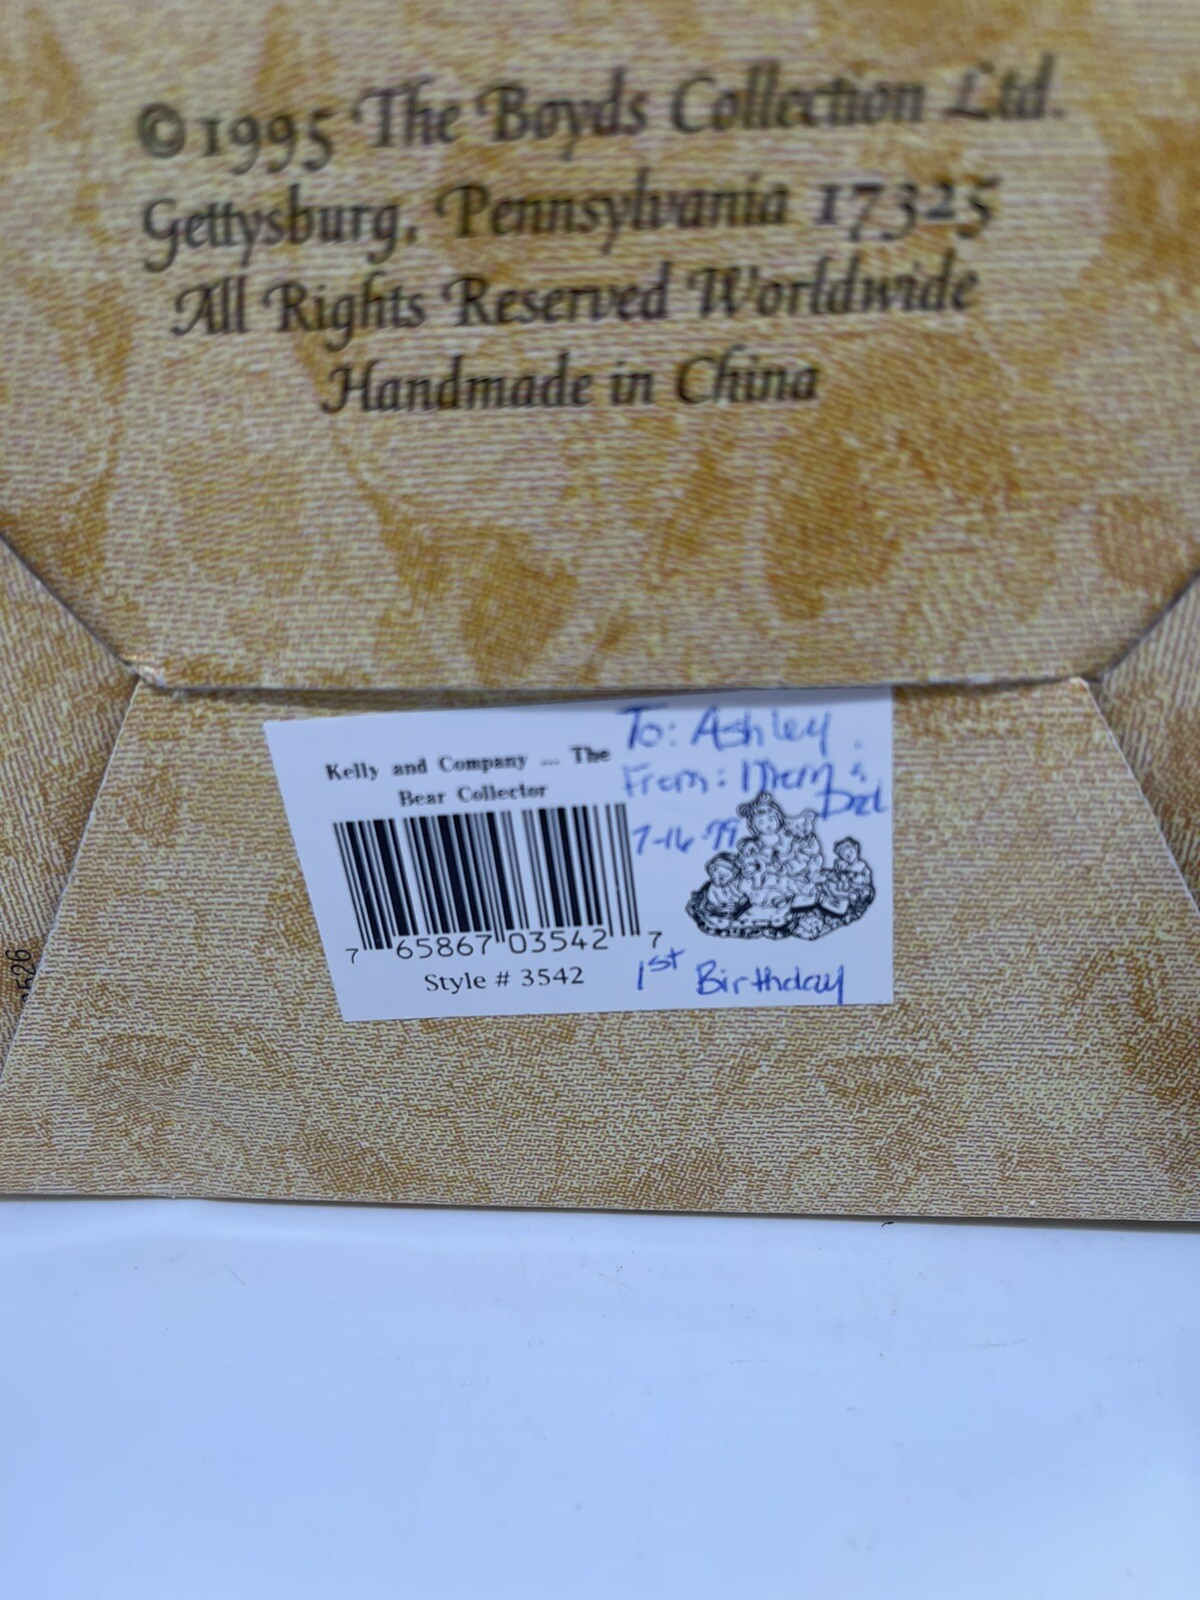 © 1995 The Boyds Collection Ltd.
Gettysburg, Pennsylvania 17325
All Rights Reserved Worldwide
Handmade in China
Kelly and Company ... The
Bear Collector
7 65867 03542 7
Style # 3542
To: Ashley
From: Mom &
Dad
7-16-99
1st Birthday